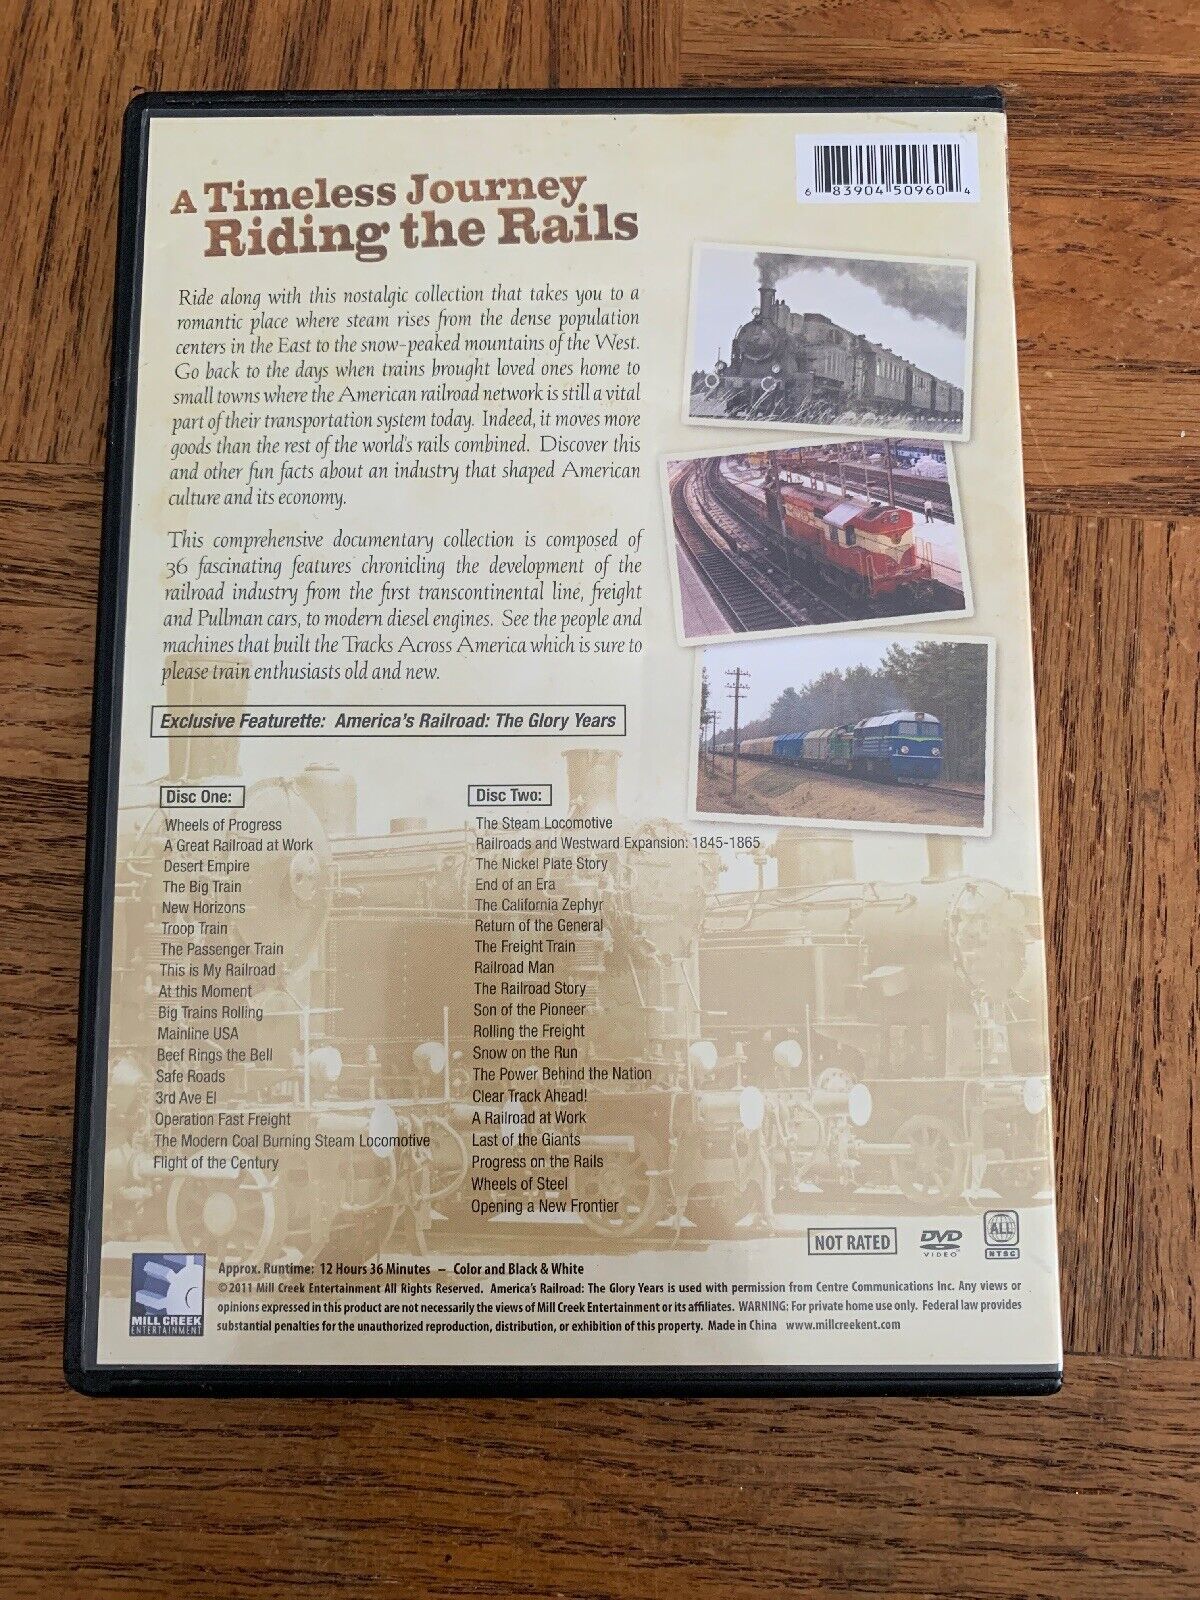 6 83904 50960 4
A Timeless Journey
Riding the Rails
Ride along with this nostalgic collection that takes you to a
romantic place where steam rises from the dense population
centers in the East to the snow-peaked mountains of the West.
Go back to the days when trains brought loved ones home to
small towns where the American railroad network is still a vital
part of their transportation system today. Indeed, it moves more
goods than the rest of the world's rails combined. Discover this
and other fun facts about an industry that shaped American
culture and its economy.
This comprehensive documentary collection is composed of
36 fascinating features chronicling the development of the
railroad industry from the first transcontinental line, freight
and Pullman cars, to modern diesel engines. See the people and
machines that built the Tracks Across America which is sure to
please train enthusiasts old and new.
Exclusive Featurette: America's Railroad: The Glory Years
Disc One:
Wheels of Progress
A Great Railroad at Work
Desert Empire
The Big Train
New Horizons
Troop Train
The Passenger Train
This is My Railroad
At this Moment
Big Trains Rolling
Mainline USA
Beef Rings the Bell
Safe Roads
3rd Ave El
Operation Fast Freight
The Modern Coal Burning Steam Locomotive
Flight of the Century
Disc Two:
The Steam Locomotive
Railroads and Westward Expansion: 1845-1865
The Nickel Plate Story
End of an Era
The California Zephyr
Return of the General
The Freight Train
Railroad Man
The Railroad Story
Son of the Pioneer
Rolling the Freight
Snow on the Run
The Power Behind the Nation
Clear Track Ahead!
A Railroad at Work
Last of the Giants
Progress on the Rails
Wheels of Steel
Opening a New Frontier
NOT RATED
DVD
VIDEO
ALL
NTSC
MILL CREEK
ENTERTAINMENT
Approx. Runtime: 12 Hours 36 Minutes – Color and Black & White
©2011 Mill Creek Entertainment All Rights Reserved. America's Railroad: The Glory Years is used with permission from Centre Communications Inc. Any views or
opinions expressed in this product are not necessarily the views of Mill Creek Entertainment or its affiliates. WARNING: For private home use only. Federal law provides
substantial penalties for the unauthorized reproduction, distribution, or exhibition of this property. Made in China www.millcreekent.com